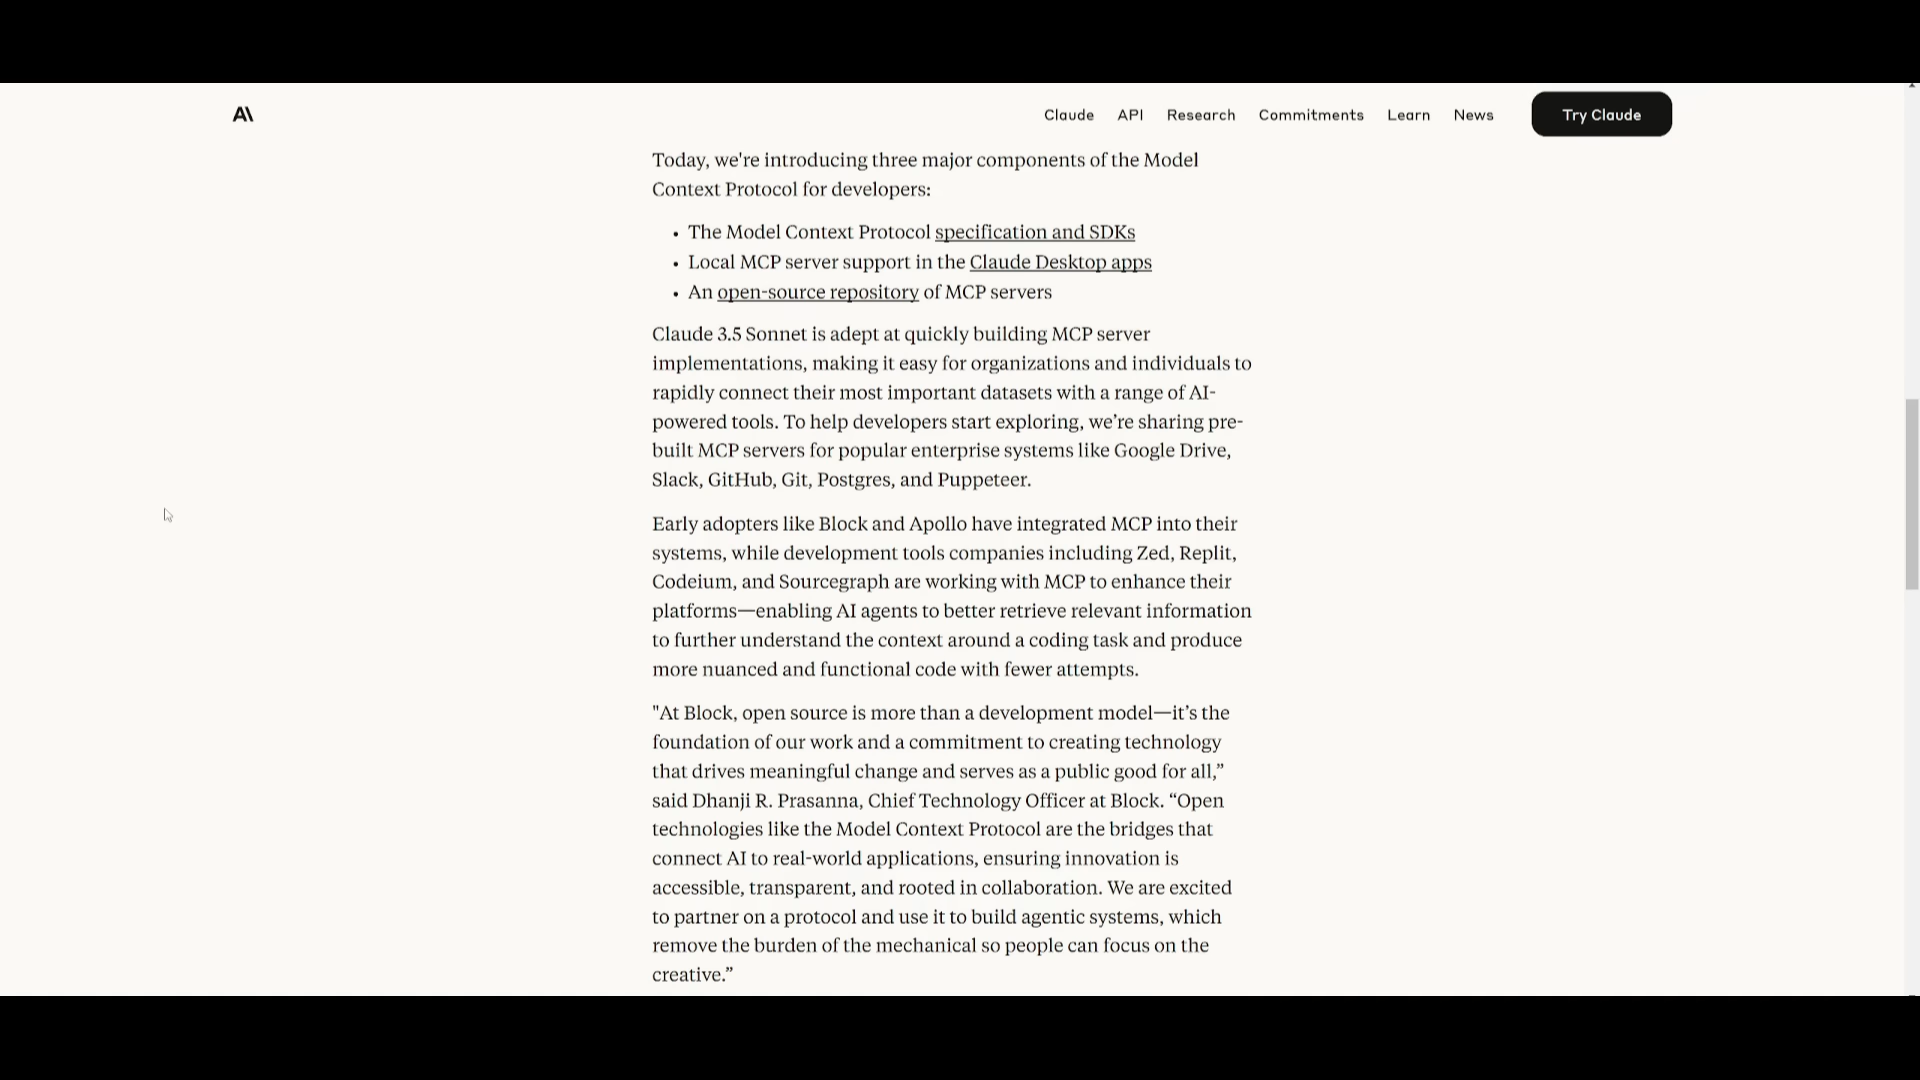 A\
Claude API Research Commitments Learn News Try Claude
Today, we're introducing three major components of the Model
Context Protocol for developers:
• The Model Context Protocol specification and SDKs
• Local MCP server support in the Claude Desktop apps
• An open-source repository of MCP servers
Claude 3.5 Sonnet is adept at quickly building MCP server
implementations, making it easy for organizations and individuals to
rapidly connect their most important datasets with a range of AI-
powered tools. To help developers start exploring, we’re sharing pre-
built MCP servers for popular enterprise systems like Google Drive,
Slack, GitHub, Git, Postgres, and Puppeteer.
Early adopters like Block and Apollo have integrated MCP into their
systems, while development tools companies including Zed, Replit,
Codeium, and Sourcegraph are working with MCP to enhance their
platforms—enabling AI agents to better retrieve relevant information
to further understand the context around a coding task and produce
more nuanced and functional code with fewer attempts.
"At Block, open source is more than a development model—it’s the
foundation of our work and a commitment to creating technology
that drives meaningful change and serves as a public good for all,”
said Dhanji R. Prasanna, Chief Technology Officer at Block. “Open
technologies like the Model Context Protocol are the bridges that
connect AI to real-world applications, ensuring innovation is
accessible, transparent, and rooted in collaboration. We are excited
to partner on a protocol and use it to build agentic systems, which
remove the burden of the mechanical so people can focus on the
creative.”